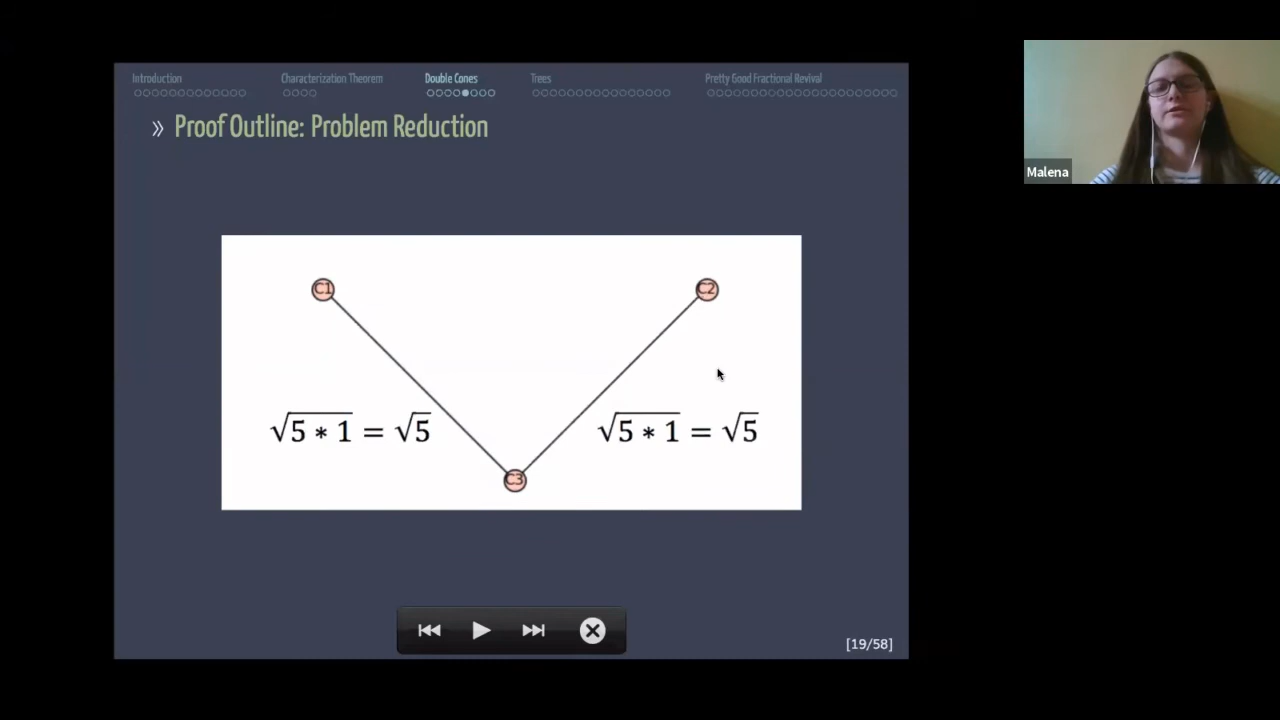 Introduction Characterization Theorem Double Cones Trees Pretty Good Fractional Revival
» Proof Outline: Problem Reduction
Malena
C1 C2
√5 * 1 = √5 √5 * 1 = √5
C3
[19/58]